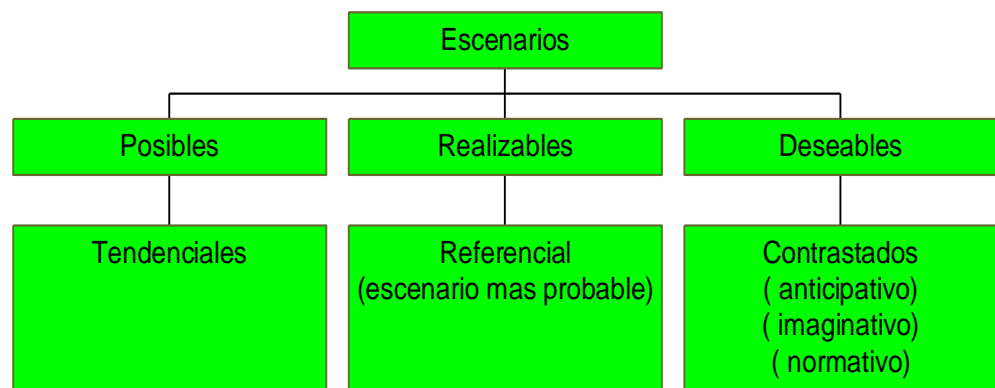 Escenarios
Posibles
Realizables
Deseables
Tendenciales
Referencial
(escenario mas probable)
Contrastados
( anticipativo)
( imaginativo)
( normativo)